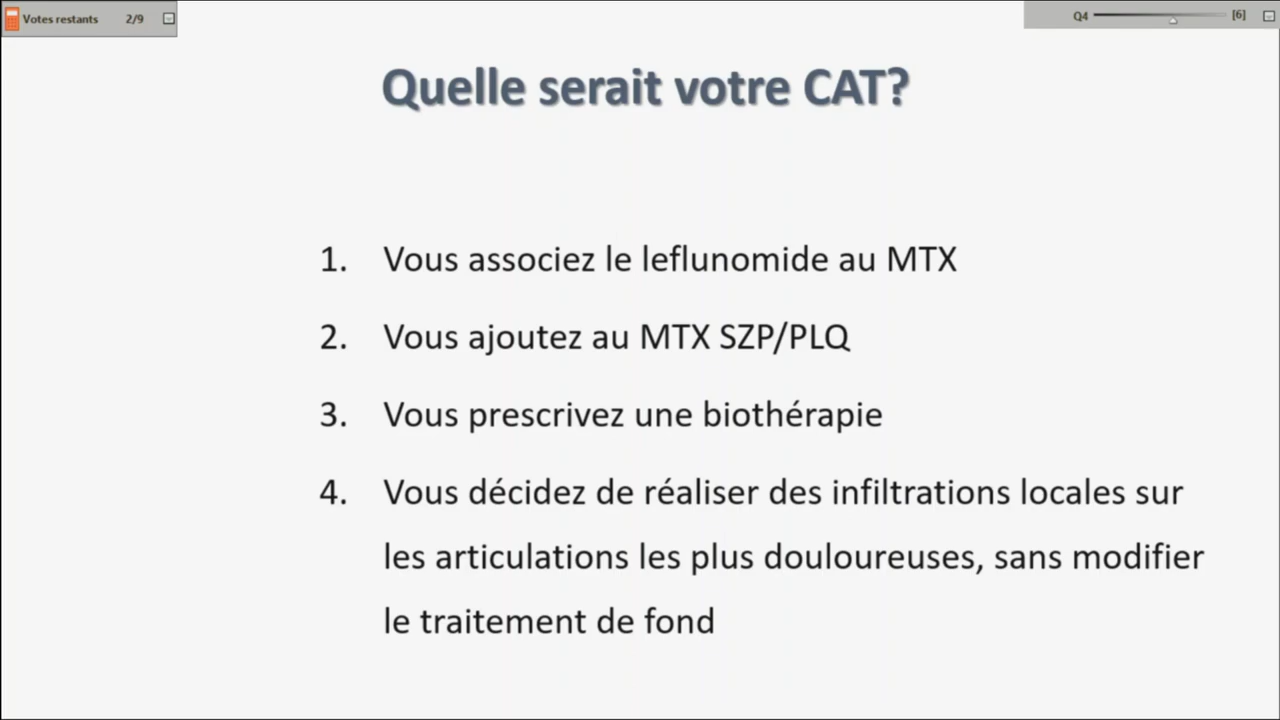 Votes restants 2/9
Q4 [6]
Quelle serait votre CAT?
1. Vous associez le leflunomide au MTX
2. Vous ajoutez au MTX SZP/PLQ
3. Vous prescrivez une biothérapie
4. Vous décidez de réaliser des infiltrations locales sur
les articulations les plus douloureuses, sans modifier
le traitement de fond